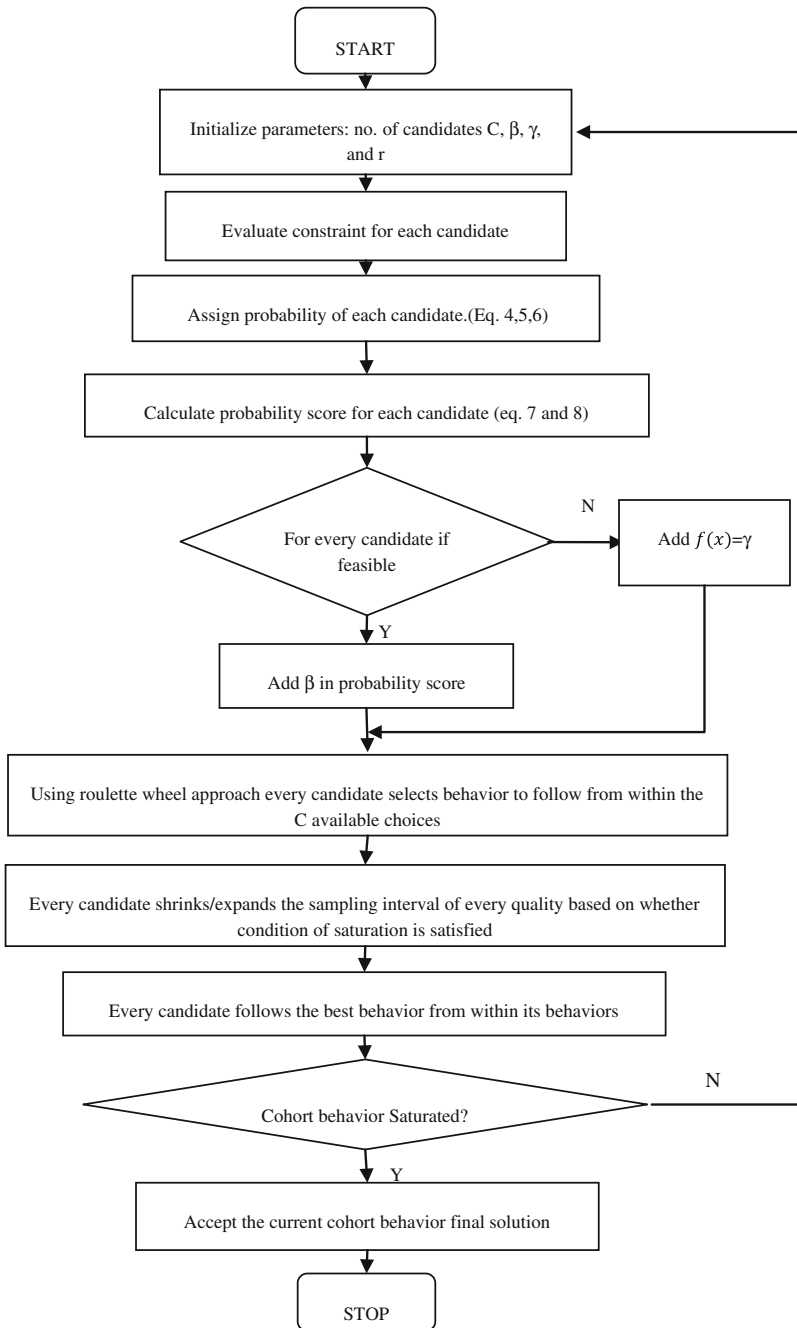 START
Initialize parameters: no. of candidates C, β, γ,
and r
Evaluate constraint for each candidate
Assign probability of each candidate.(Eq. 4,5,6)
Calculate probability score for each candidate (eq. 7 and 8)
For every candidate if
feasible
N
Add f(x)=γ
Y
Add β in probability score
Using roulette wheel approach every candidate selects behavior to follow from within the
C available choices
Every candidate shrinks/expands the sampling interval of every quality based on whether
condition of saturation is satisfied
Every candidate follows the best behavior from within its behaviors
Cohort behavior Saturated?
N
Y
Accept the current cohort behavior final solution
STOP